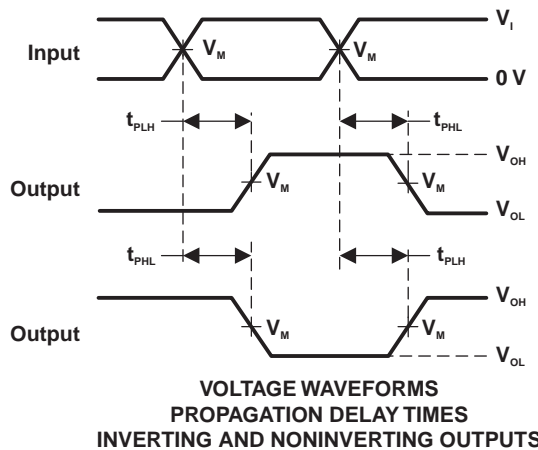 V_I
Input V_M V_M
0 V
t_PLH t_PHL
V_OH
Output V_M V_M
V_OL
t_PHL t_PLH
V_OH
Output V_M V_M
V_OL
VOLTAGE WAVEFORMS
PROPAGATION DELAY TIMES
INVERTING AND NONINVERTING OUTPUTS